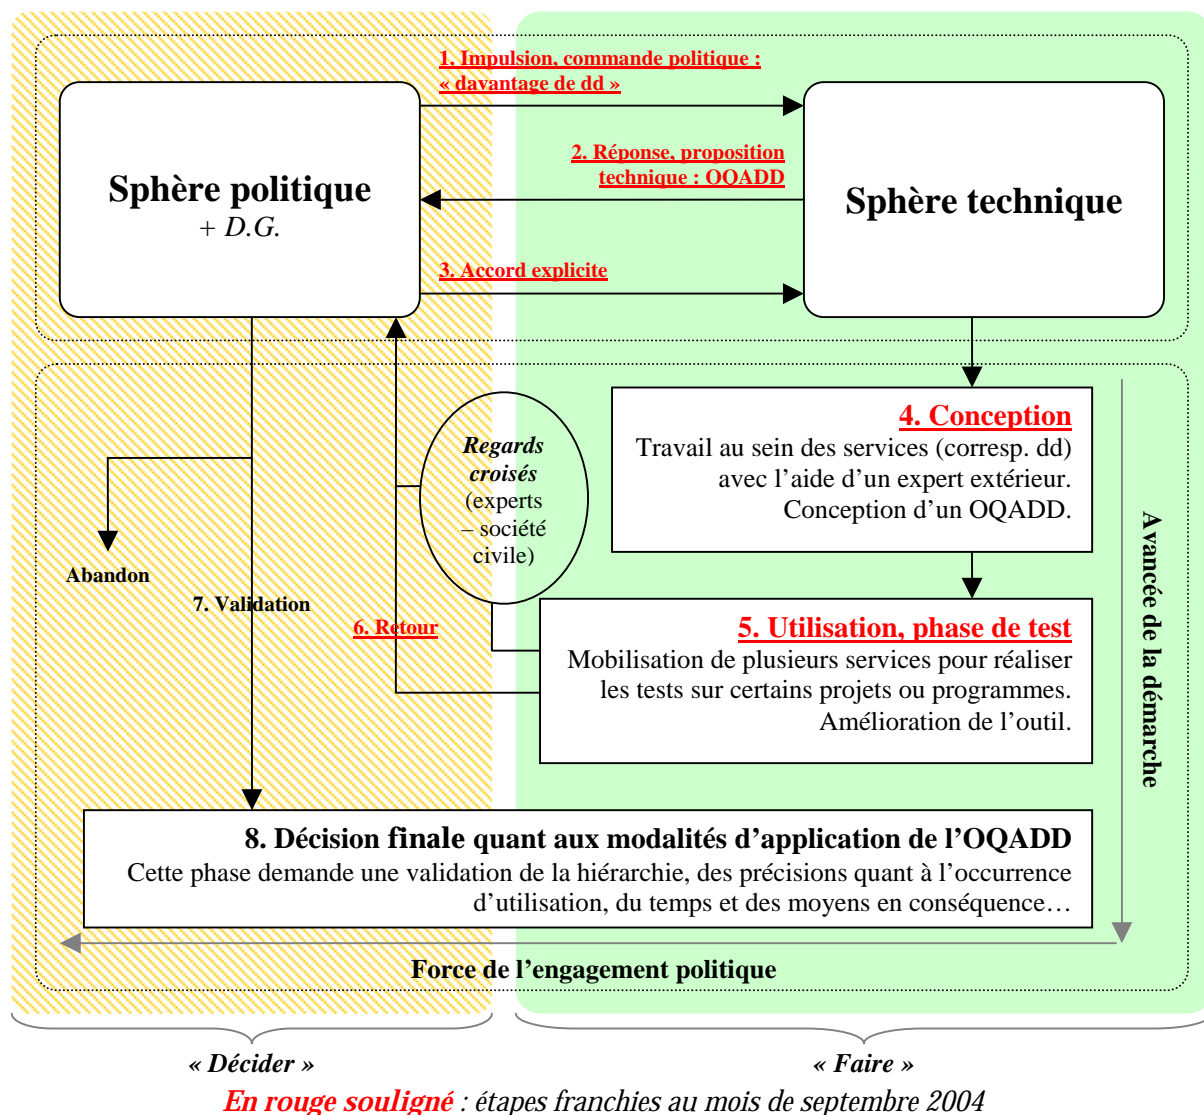 1. Impulsion, commande politique :
« davantage de dd »
2. Réponse, proposition
technique : OQADD
Sphère politique
+ D.G.
Sphère technique
3. Accord explicite
4. Conception
Travail au sein des services (corresp. dd)
avec l’aide d’un expert extérieur.
Conception d’un OQADD.
Regards
croisés
(experts
– société
civile)
Avancée de la démarche
Abandon
7. Validation
6. Retour
5. Utilisation, phase de test
Mobilisation de plusieurs services pour réaliser
les tests sur certains projets ou programmes.
Amélioration de l’outil.
8. Décision finale quant aux modalités d’application de l’OQADD
Cette phase demande une validation de la hiérarchie, des précisions quant à l’occurrence
d’utilisation, du temps et des moyens en conséquence…
Force de l’engagement politique
« Décider »
« Faire »
En rouge souligné : étapes franchies au mois de septembre 2004